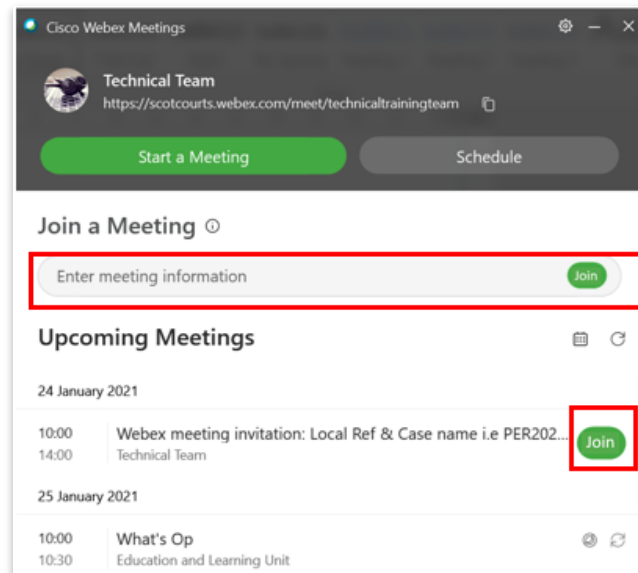 Cisco Webex Meetings
Technical Team
https://scotcourts.webex.com/meet/technicaltrainingteam
Start a Meeting
Schedule
Join a Meeting
Enter meeting information
Join
Upcoming Meetings
24 January 2021
10:00 Webex meeting invitation: Local Ref & Case name i.e PER202... Join
14:00 Technical Team
25 January 2021
10:00 What's Op
10:30 Education and Learning Unit